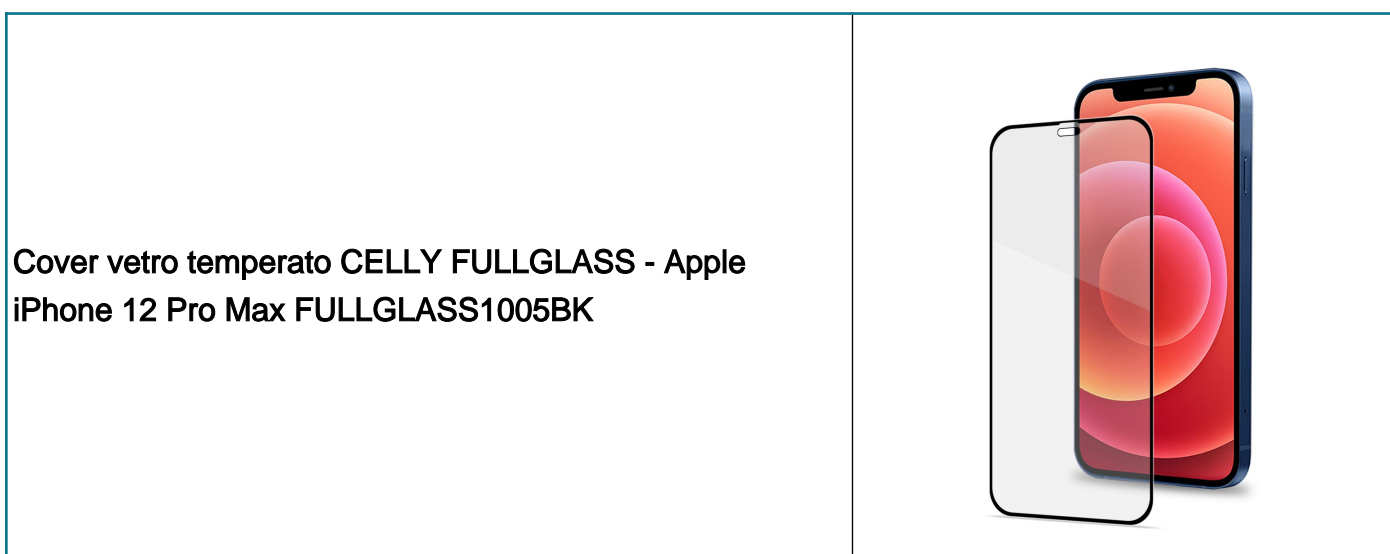 Cover vetro temperato CELLY FULLGLASS - Apple
iPhone 12 Pro Max FULLGLASS1005BK